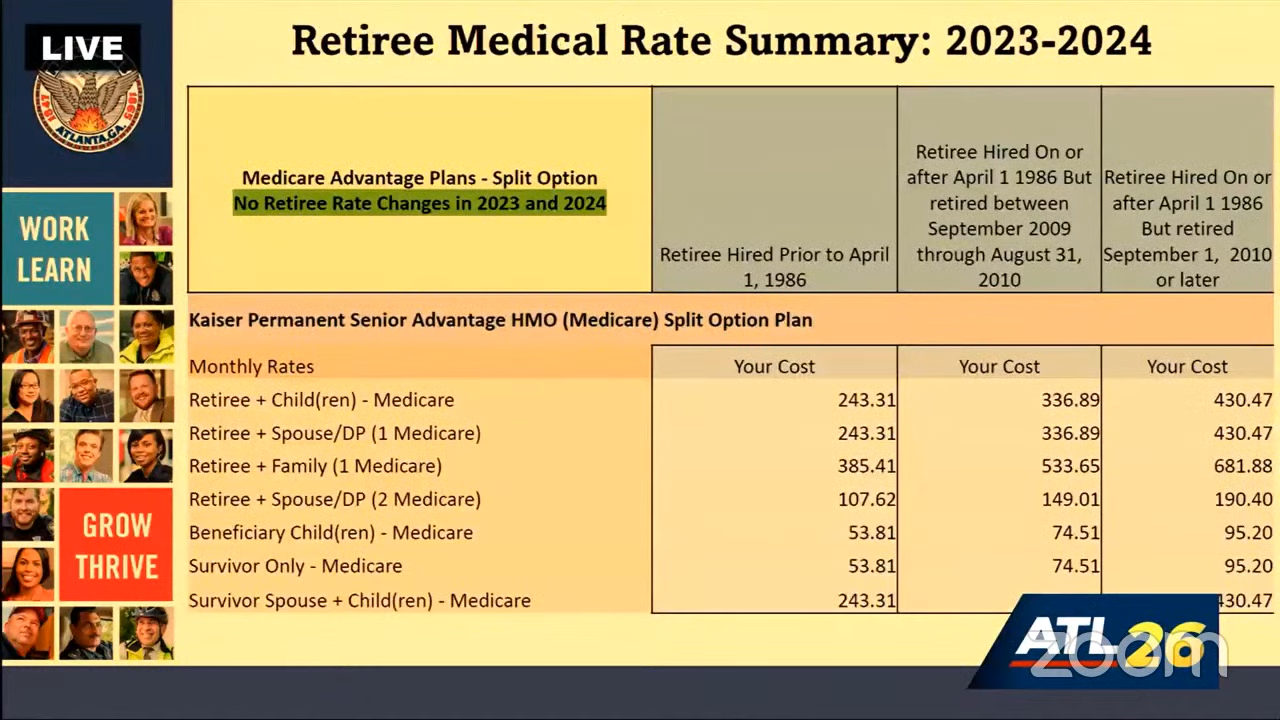 LIVE
1847 1865
ATLANTA, GA.
WORK
LEARN
GROW
THRIVE
Retiree Medical Rate Summary: 2023-2024
Medicare Advantage Plans - Split Option
No Retiree Rate Changes in 2023 and 2024
Retiree Hired Prior to April
1, 1986
Retiree Hired On or
after April 1 1986 But
retired between
September 2009
through August 31,
2010
Retiree Hired On or
after April 1 1986
But retired
September 1, 2010
or later
Kaiser Permanent Senior Advantage HMO (Medicare) Split Option Plan
Monthly Rates Your Cost Your Cost Your Cost
Retiree + Child(ren) - Medicare 243.31 336.89 430.47
Retiree + Spouse/DP (1 Medicare) 243.31 336.89 430.47
Retiree + Family (1 Medicare) 385.41 533.65 681.88
Retiree + Spouse/DP (2 Medicare) 107.62 149.01 190.40
Beneficiary Child(ren) - Medicare 53.81 74.51 95.20
Survivor Only - Medicare 53.81 74.51 95.20
Survivor Spouse + Child(ren) - Medicare 243.31 430.47
ATL 26
zoom